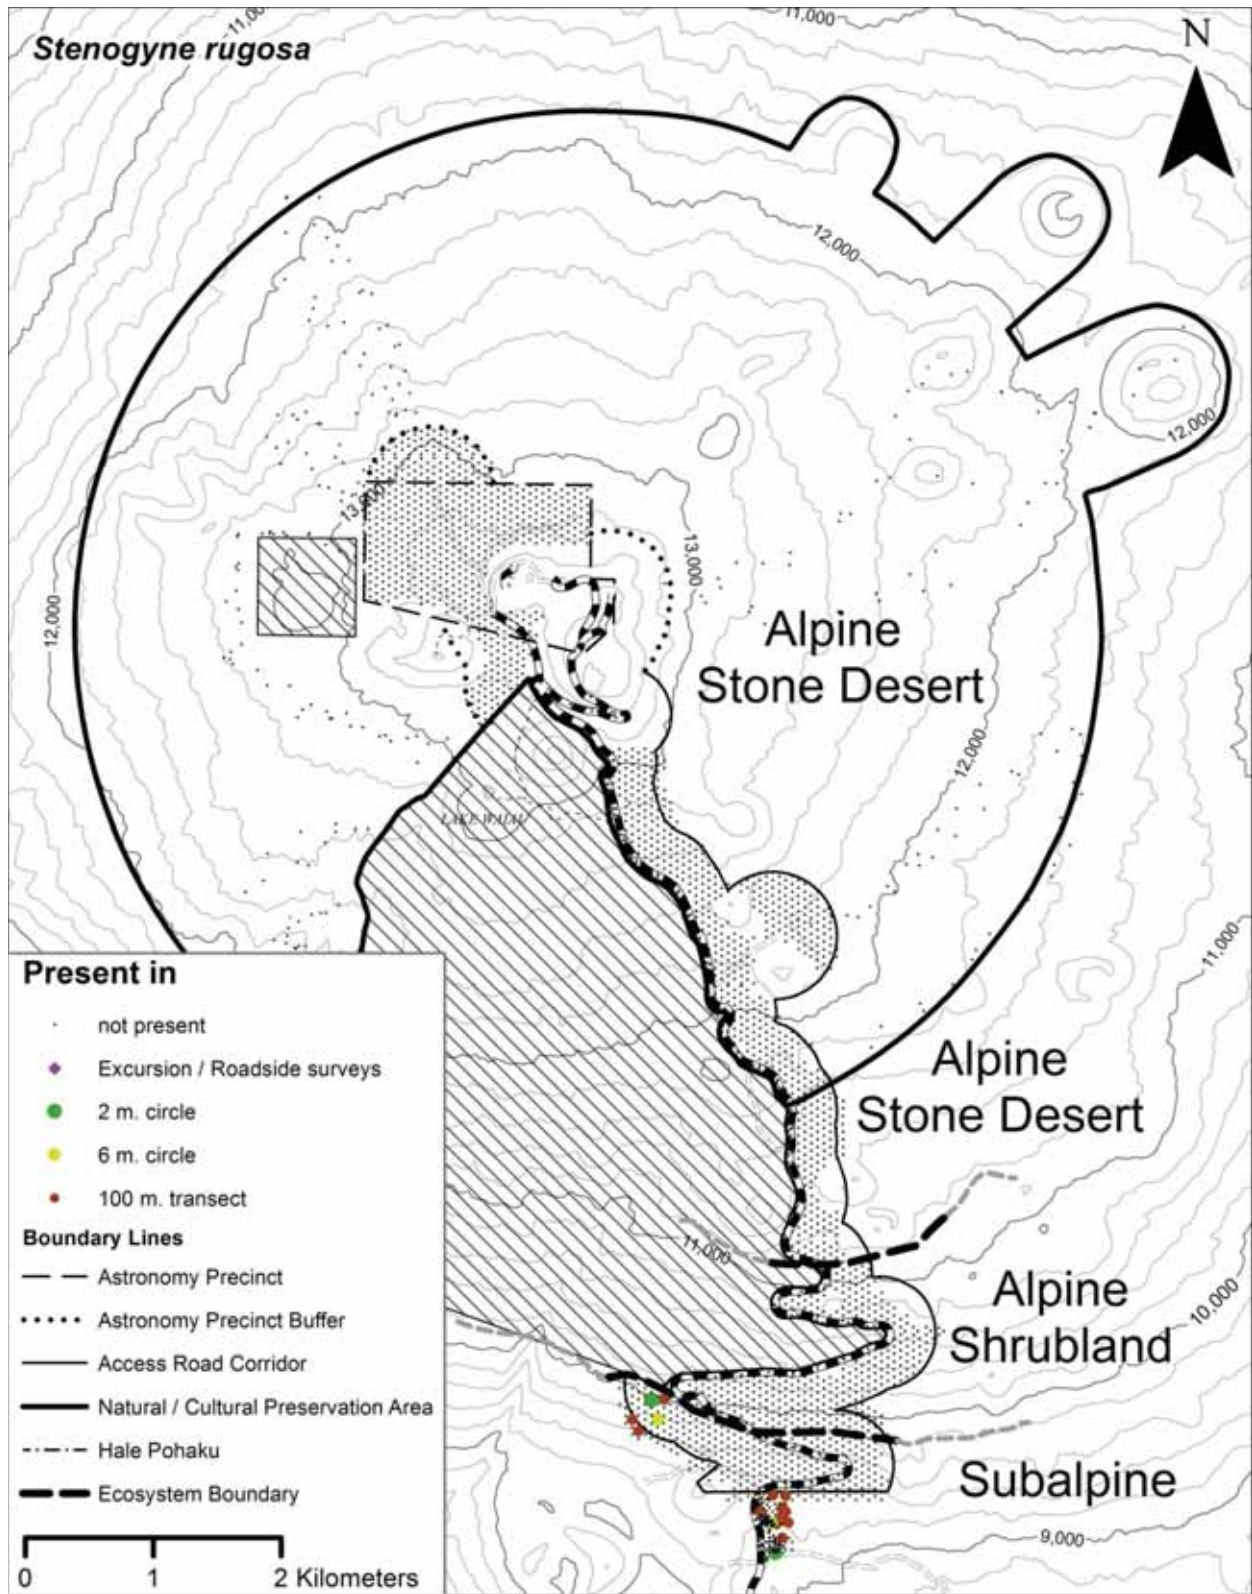 11,000
11,000
Stenogyne rugosa
N
12,000
12,000
13,000
13,000
12,000
Alpine
Stone Desert
12,000
LAKE WAIAU
11,000
Present in
not present
Excursion / Roadside surveys
2 m. circle
6 m. circle
100 m. transect
Boundary Lines
Astronomy Precinct
Astronomy Precinct Buffer
Access Road Corridor
Natural / Cultural Preservation Area
Hale Pohaku
Ecosystem Boundary
0 1 2 Kilometers
Alpine
Stone Desert
11,000
Alpine
Shrubland
10,000
Subalpine
9,000